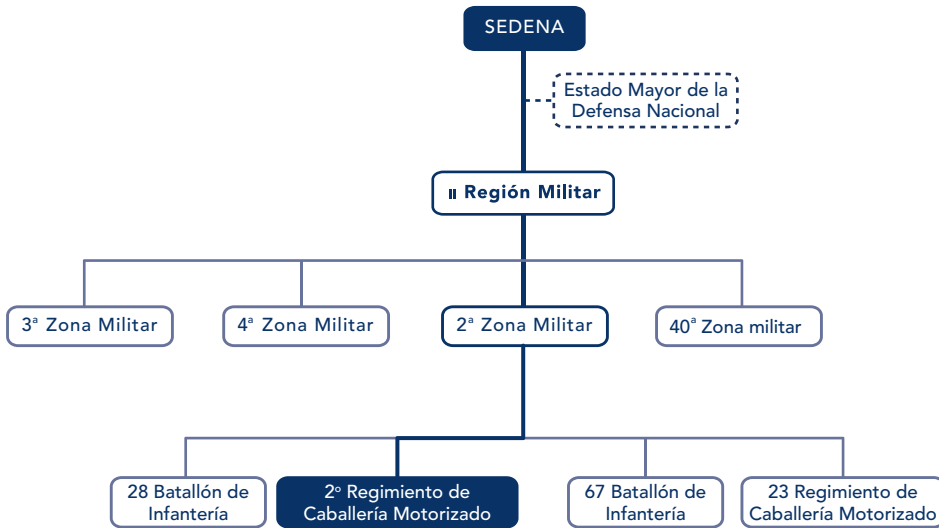 SEDENA
Estado Mayor de la
Defensa Nacional
II Región Militar
3ª Zona Militar
4ª Zona Militar
2ª Zona Militar
40ª Zona militar
28 Batallón de
Infantería
2º Regimiento de
Caballería Motorizado
67 Batallón de
Infantería
23 Regimiento de
Caballería Motorizado